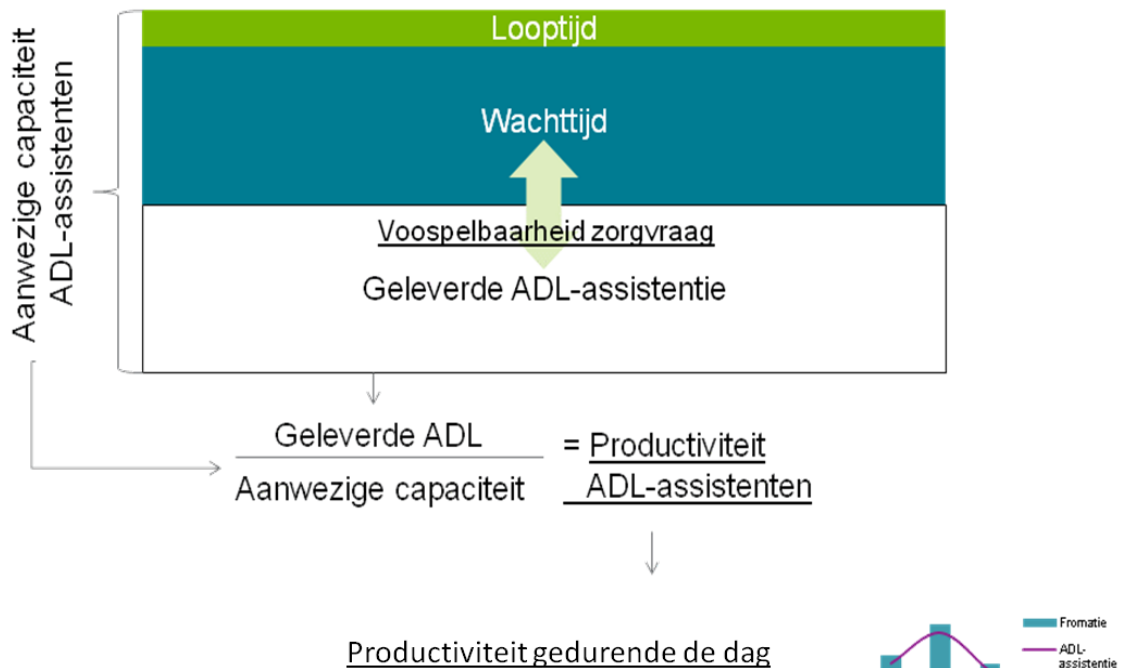 Aanwezige capaciteit
ADL-assistenten
Looptijd
Wachttijd
Voospelbaarheid zorgvraag
Geleverde ADL-assistentie
Geleverde ADL
Aanwezige capaciteit
= Productiviteit
ADL-assistenten
Productiviteit gedurende de dag
Fromatie
ADL-
assistentie